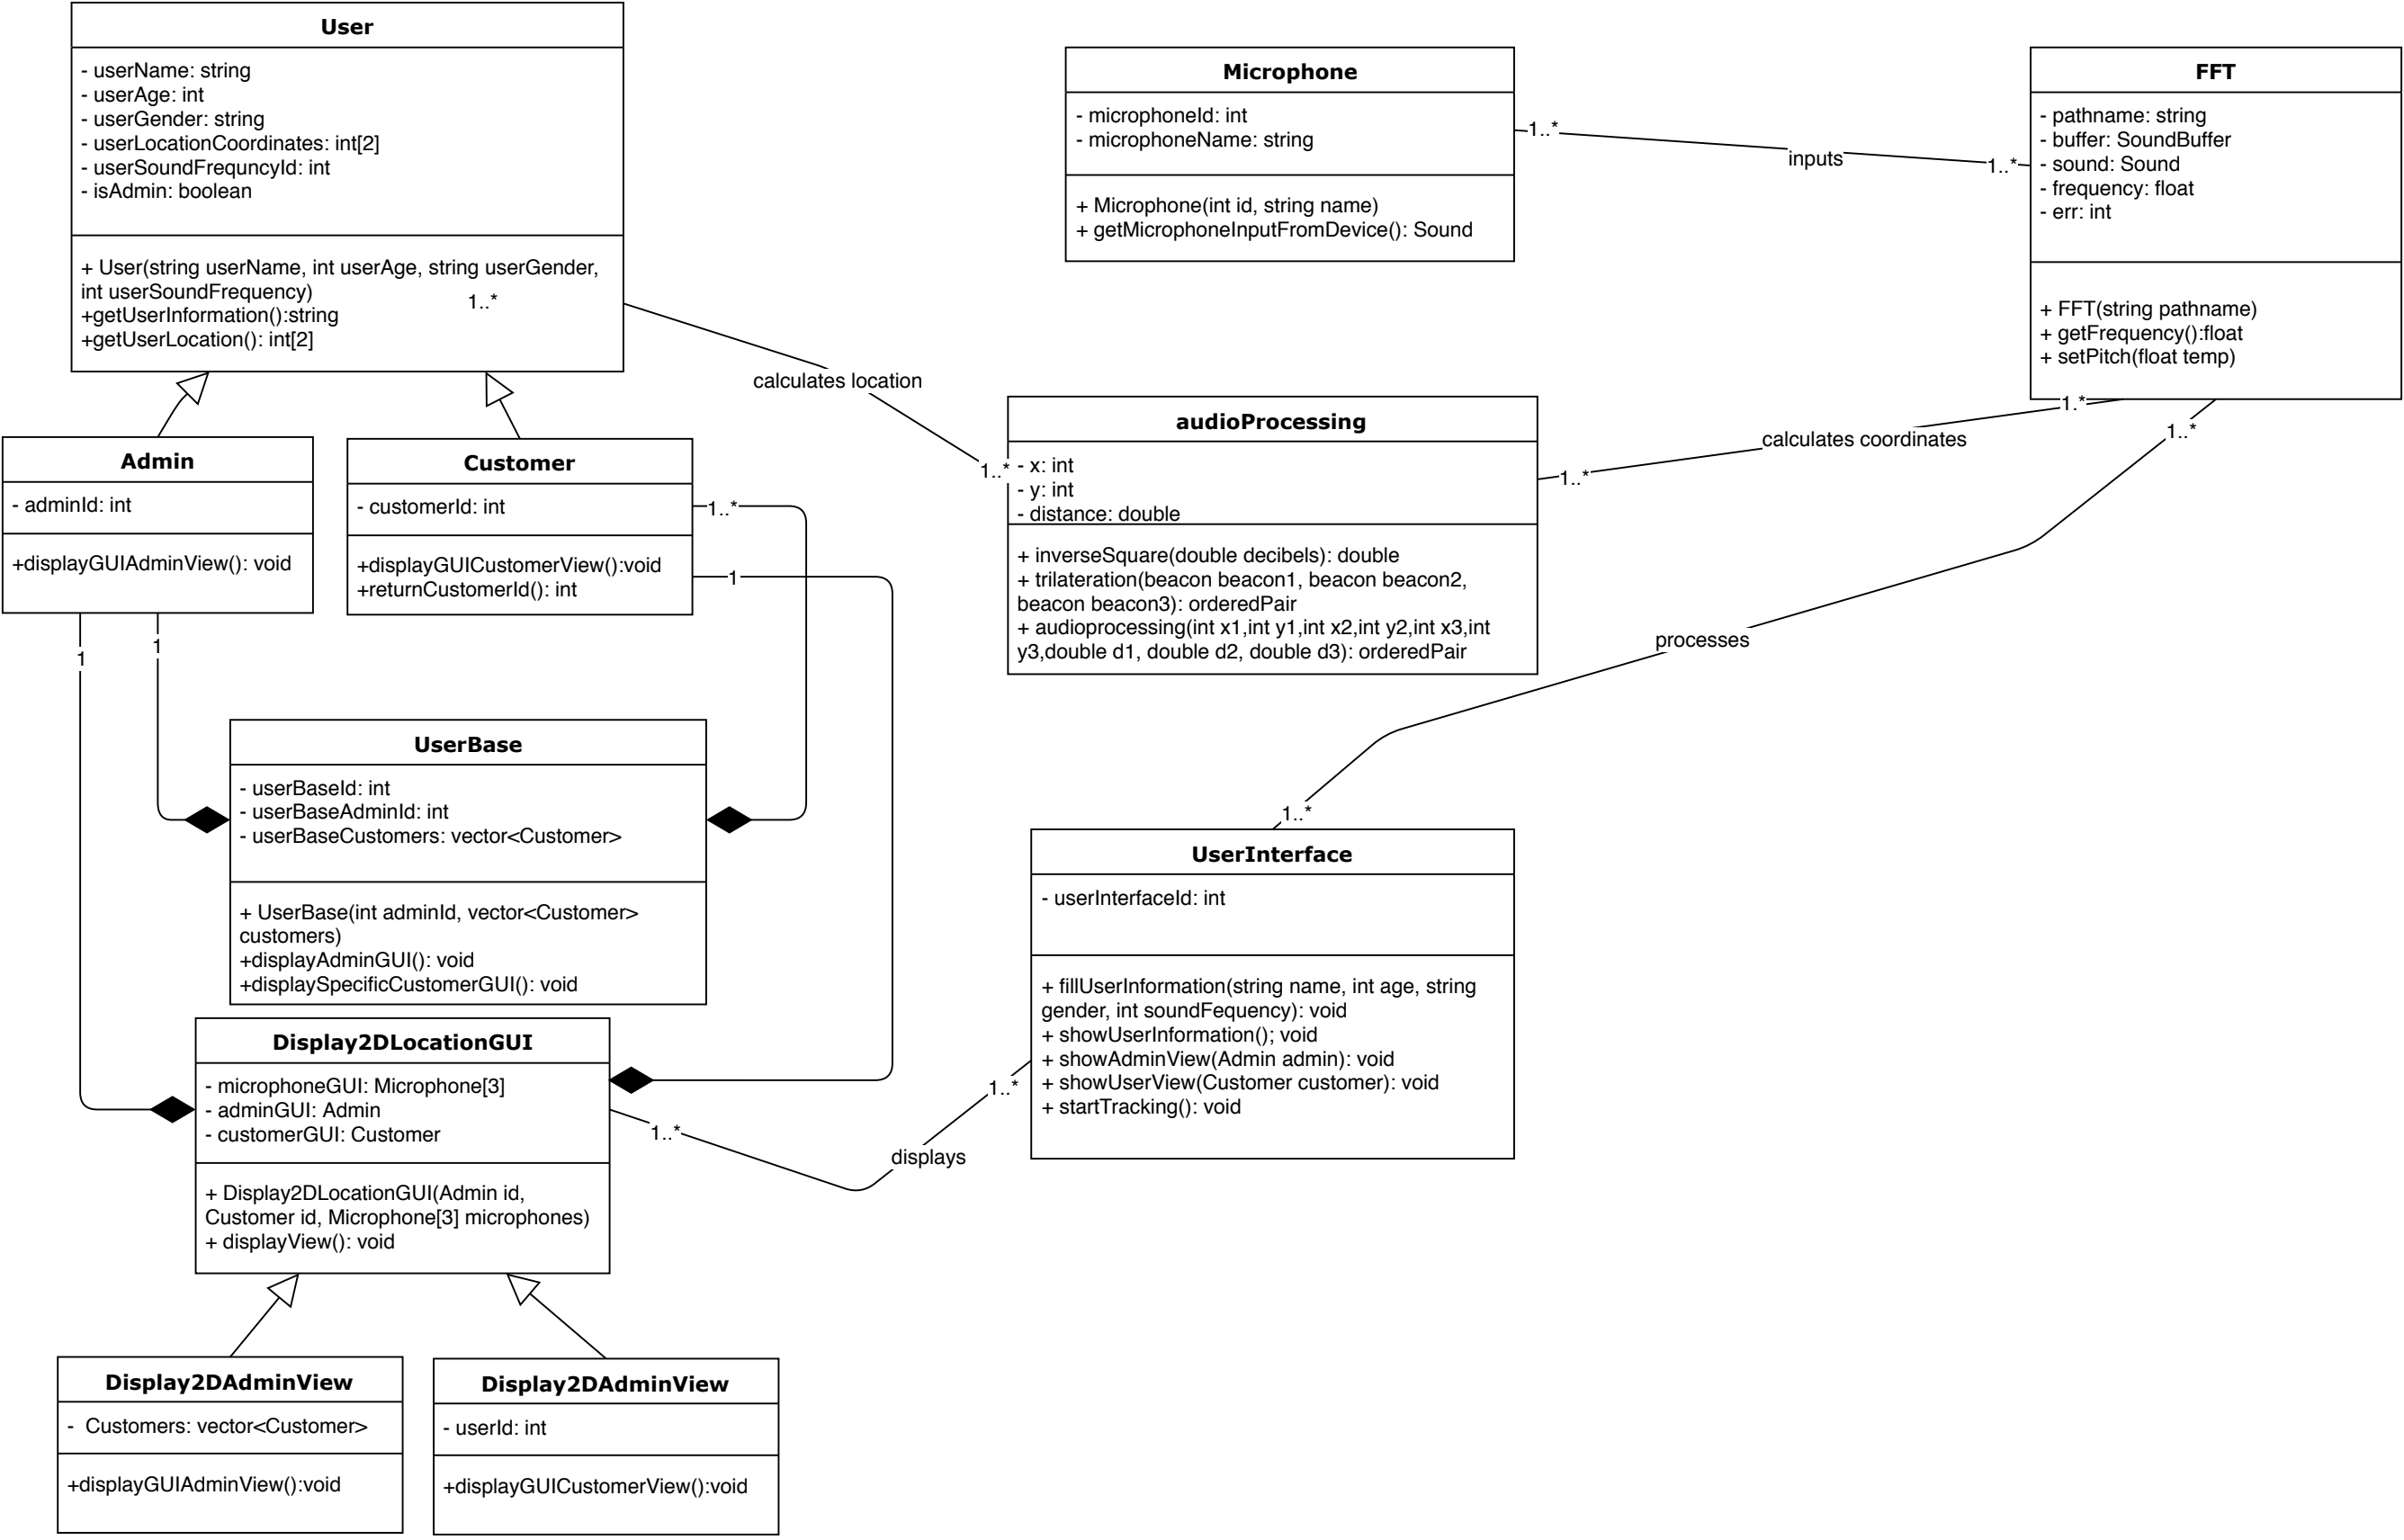 User
- userName: string
- userAge: int
- userGender: string
- userLocationCoordinates: int[2]
- userSoundFrequncyId: int
- isAdmin: boolean
+ User(string userName, int userAge, string userGender,
int userSoundFrequency)
+getUserInformation():string
+getUserLocation(): int[2]
1..*
calculates location
1..*
Microphone
- microphoneId: int
- microphoneName: string
+ Microphone(int id, string name)
+ getMicrophoneInputFromDevice(): Sound
1..*
inputs
1..*
FFT
- pathname: string
- buffer: SoundBuffer
- sound: Sound
- frequency: float
- err: int
+ FFT(string pathname)
+ getFrequency():float
+ setPitch(float temp)
1.*
calculates coordinates
1..*
1..*
processes
1..*
audioProcessing
- x: int
- y: int
- distance: double
+ inverseSquare(double decibels): double
+ trilateration(beacon beacon1, beacon beacon2,
beacon beacon3): orderedPair
+ audioprocessing(int x1,int y1,int x2,int y2,int x3,int
y3,double d1, double d2, double d3): orderedPair
Admin
- adminId: int
+displayGUIAdminView(): void
1
1
Customer
- customerId: int
+displayGUICustomerView():void
+returnCustomerId(): int
1..*
1
UserBase
- userBaseId: int
- userBaseAdminId: int
- userBaseCustomers: vector<Customer>
+ UserBase(int adminId, vector<Customer>
customers)
+displayAdminGUI(): void
+displaySpecificCustomerGUI(): void
UserInterface
- userInterfaceId: int
+ fillUserInformation(string name, int age, string
gender, int soundFequency): void
+ showUserInformation(); void
+ showAdminView(Admin admin): void
+ showUserView(Customer customer): void
+ startTracking(): void
1..*
displays
1..*
Display2DLocationGUI
- microphoneGUI: Microphone[3]
- adminGUI: Admin
- customerGUI: Customer
+ Display2DLocationGUI(Admin id,
Customer id, Microphone[3] microphones)
+ displayView(): void
Display2DAdminView
- Customers: vector<Customer>
+displayGUIAdminView():void
Display2DAdminView
- userId: int
+displayGUICustomerView():void